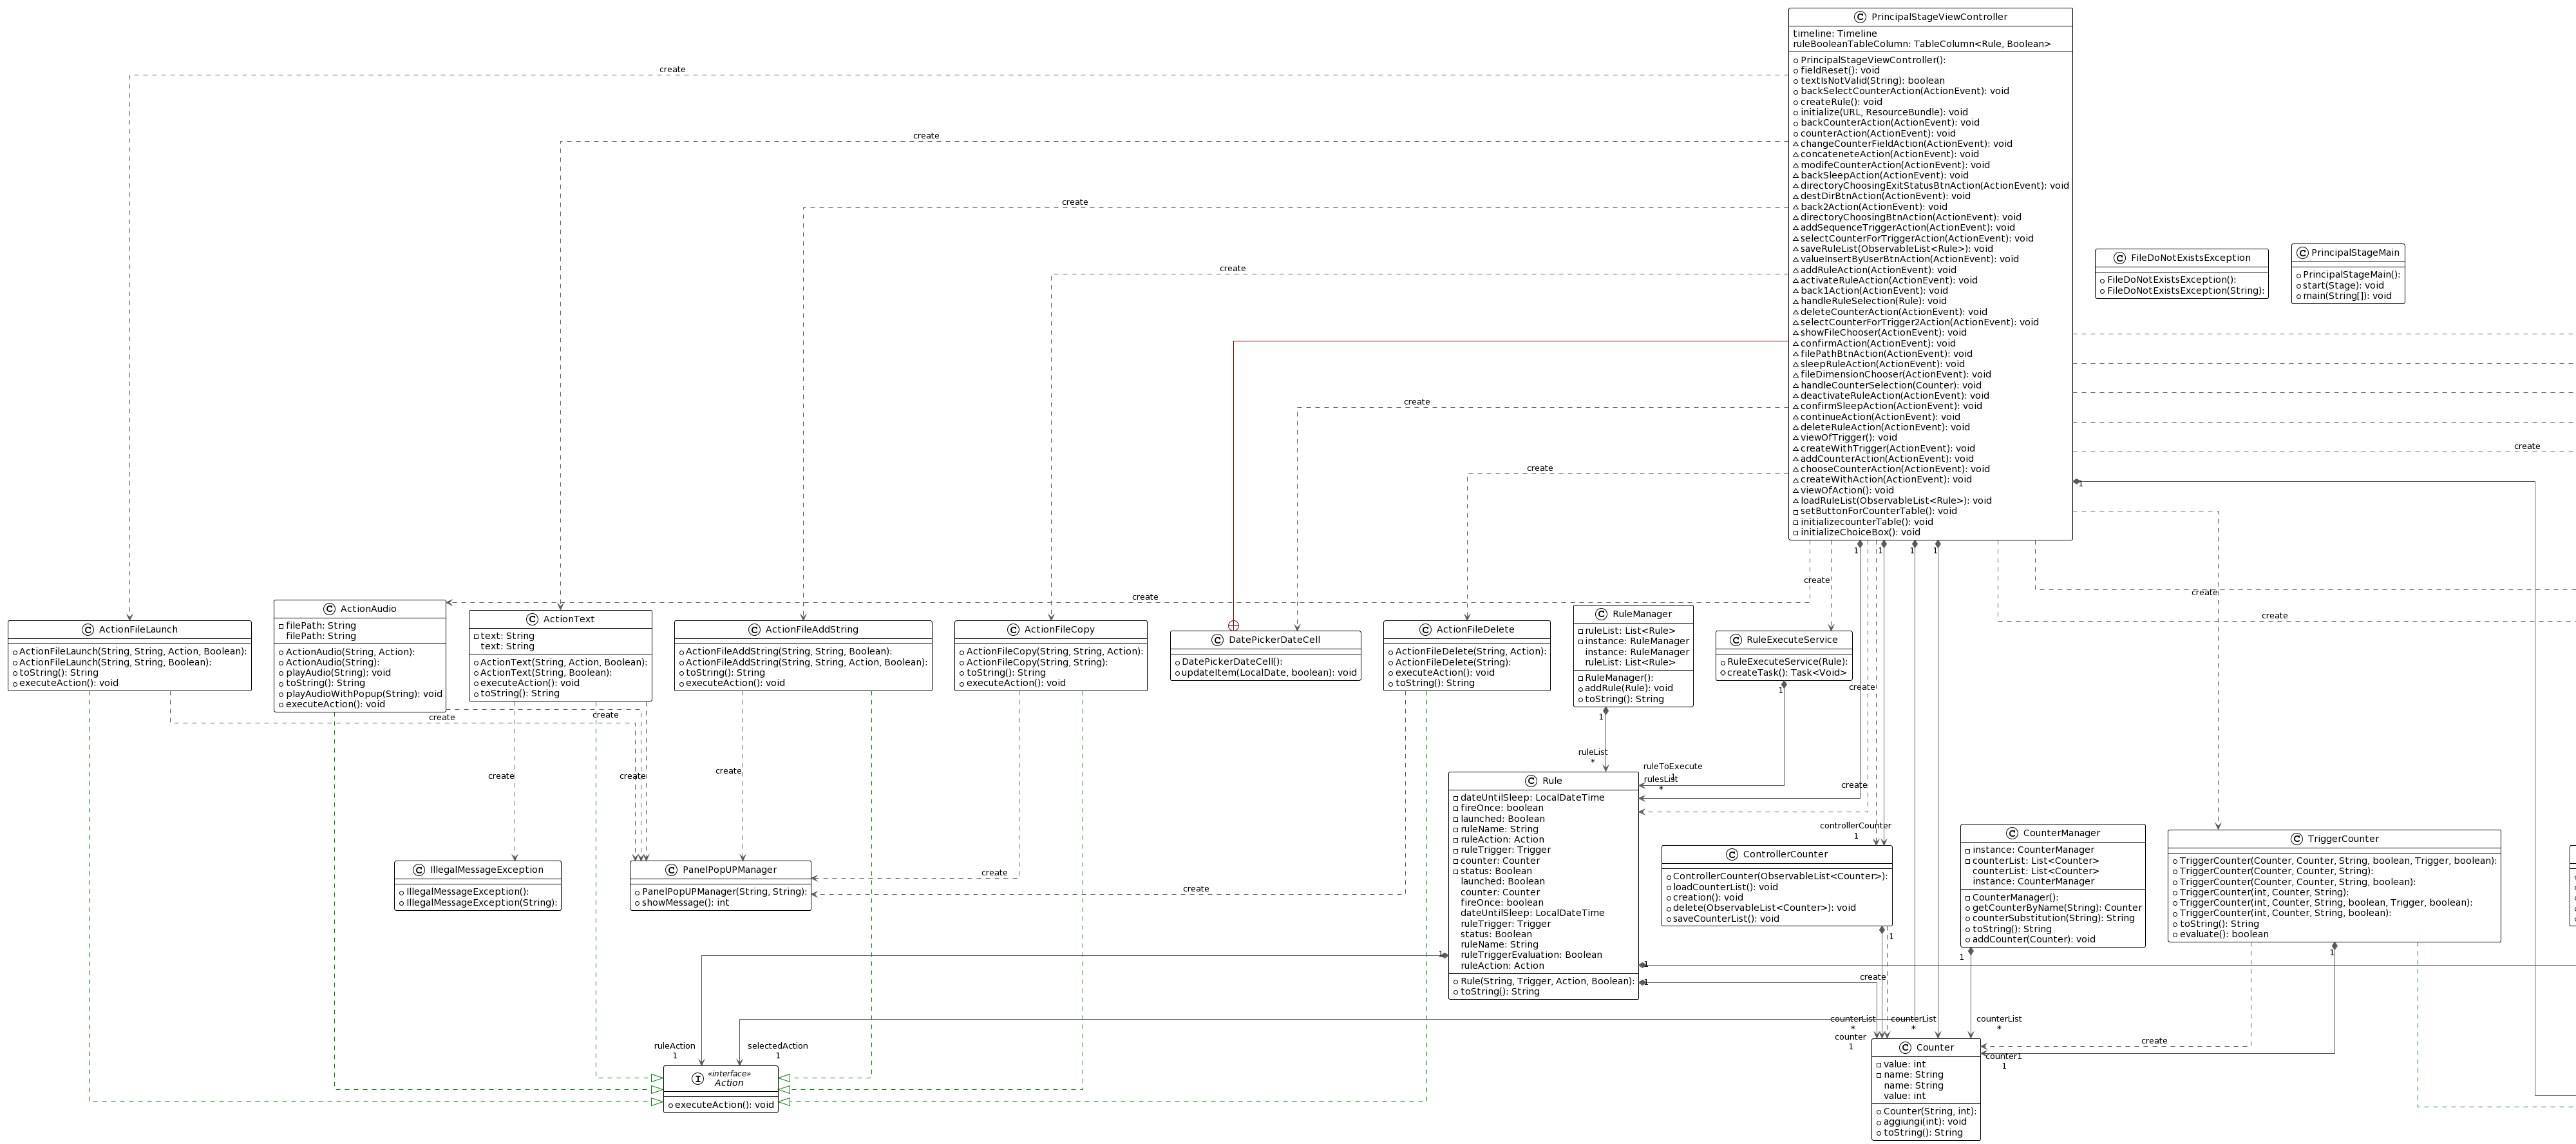 C PrincipalStageViewController
timeline: Timeline
ruleBooleanTableColumn: TableColumn<Rule, Boolean>
PrincipalStageViewController():
fieldReset(): void
textIsNotValid(String): boolean
backSelectCounterAction(ActionEvent): void
createRule(): void
initialize(URL, ResourceBundle): void
backCounterAction(ActionEvent): void
counterAction(ActionEvent): void
changeCounterFieldAction(ActionEvent): void
concateneteAction(ActionEvent): void
modifeCounterAction(ActionEvent): void
backSleepAction(ActionEvent): void
directoryChoosingExitStatusBtnAction(ActionEvent): void
destDirBtnAction(ActionEvent): void
back2Action(ActionEvent): void
directoryChoosingBtnAction(ActionEvent): void
addSequenceTriggerAction(ActionEvent): void
selectCounterForTriggerAction(ActionEvent): void
saveRuleList(ObservableList<Rule>): void
valueInsertByUserBtnAction(ActionEvent): void
addRuleAction(ActionEvent): void
activateRuleAction(ActionEvent): void
back1Action(ActionEvent): void
handleRuleSelection(Rule): void
deleteCounterAction(ActionEvent): void
selectCounterForTrigger2Action(ActionEvent): void
showFileChooser(ActionEvent): void
confirmAction(ActionEvent): void
filePathBtnAction(ActionEvent): void
sleepRuleAction(ActionEvent): void
fileDimensionChooser(ActionEvent): void
handleCounterSelection(Counter): void
deactivateRuleAction(ActionEvent): void
confirmSleepAction(ActionEvent): void
continueAction(ActionEvent): void
deleteRuleAction(ActionEvent): void
viewOfTrigger(): void
createWithTrigger(ActionEvent): void
addCounterAction(ActionEvent): void
chooseCounterAction(ActionEvent): void
createWithAction(ActionEvent): void
viewOfAction(): void
loadRuleList(ObservableList<Rule>): void
setButtonForCounterTable(): void
initializecounterTable(): void
initializeChoiceBox(): void
C FileDoNotExistsException
FileDoNotExistsException():
FileDoNotExistsException(String):
C PrincipalStageMain
PrincipalStageMain():
start(Stage): void
main(String[]): void
create
create
create
create
create
create
create
create
create
create
create
create
1
1
1
1
1
C ActionFileLaunch
ActionFileLaunch(String, String, Action, Boolean):
ActionFileLaunch(String, String, Boolean):
toString(): String
executeAction(): void
C ActionAudio
filePath: String
filePath: String
ActionAudio(String, Action):
ActionAudio(String):
playAudio(String): void
toString(): String
playAudioWithPopup(String): void
executeAction(): void
C ActionText
text: String
text: String
ActionText(String, Action, Boolean):
ActionText(String, Boolean):
executeAction(): void
toString(): String
C ActionFileAddString
ActionFileAddString(String, String, Boolean):
ActionFileAddString(String, String, Action, Boolean):
toString(): String
executeAction(): void
C ActionFileCopy
ActionFileCopy(String, String, Action):
ActionFileCopy(String, String):
toString(): String
executeAction(): void
C DatePickerDateCell
DatePickerDateCell():
updateItem(LocalDate, boolean): void
C ActionFileDelete
ActionFileDelete(String, Action):
ActionFileDelete(String):
executeAction(): void
toString(): String
C RuleManager
ruleList: List<Rule>
instance: RuleManager
instance: RuleManager
ruleList: List<Rule>
RuleManager():
addRule(Rule): void
toString(): String
C RuleExecuteService
RuleExecuteService(Rule):
createTask(): Task<Void>
create
create
create
create
create
create
create
create
create
1
1
ruleList
*
ruleToExecute
1
rulesList
*
controllerCounter
1
C IllegalMessageException
IllegalMessageException():
IllegalMessageException(String):
C PanelPopUPManager
PanelPopUPManager(String, String):
showMessage(): int
C Rule
dateUntilSleep: LocalDateTime
fireOnce: boolean
launched: Boolean
ruleName: String
ruleAction: Action
ruleTrigger: Trigger
counter: Counter
status: Boolean
launched: Boolean
counter: Counter
fireOnce: boolean
dateUntilSleep: LocalDateTime
ruleTrigger: Trigger
status: Boolean
ruleName: String
ruleTriggerEvaluation: Boolean
ruleAction: Action
Rule(String, Trigger, Action, Boolean):
toString(): String
C ControllerCounter
ControllerCounter(ObservableList<Counter>):
loadCounterList(): void
creation(): void
delete(ObservableList<Counter>): void
saveCounterList(): void
C CounterManager
instance: CounterManager
counterList: List<Counter>
counterList: List<Counter>
instance: CounterManager
CounterManager():
getCounterByName(String): Counter
counterSubstitution(String): String
toString(): String
addCounter(Counter): void
C TriggerCounter
TriggerCounter(Counter, Counter, String, boolean, Trigger, boolean):
TriggerCounter(Counter, Counter, String):
TriggerCounter(Counter, Counter, String, boolean):
TriggerCounter(int, Counter, String):
TriggerCounter(int, Counter, String, boolean, Trigger, boolean):
TriggerCounter(int, Counter, String, boolean):
toString(): String
evaluate(): boolean
1
1
1
1
1
1
create
create
ruleAction
1
selectedAction
1
counterList
*
counter
1
counterList
*
counterList
*
counter1
1
I «interface»
Action
executeAction(): void
C Counter
value: int
name: String
name: String
value: int
Counter(String, int):
aggiungi(int): void
toString(): String